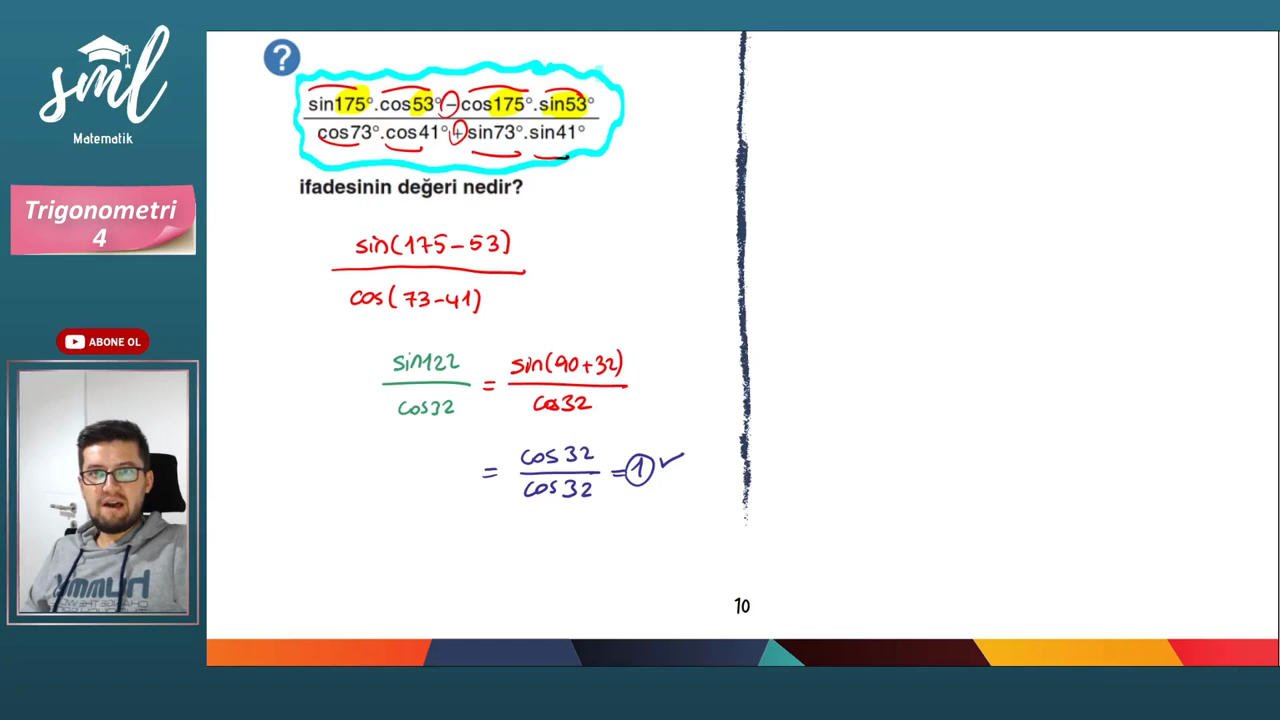 sml
Matematik
Trigonometri
4
ABONE OL
?
sin175°.cos53°−cos175°.sin53°
cos73°.cos41°+sin73°.sin41°
ifadesinin değeri nedir?
sin(175−53)
cos(73−41)
sin122 = sin(90+32)
cos32 cos32
= cos32 = 1 ✓
cos32
10